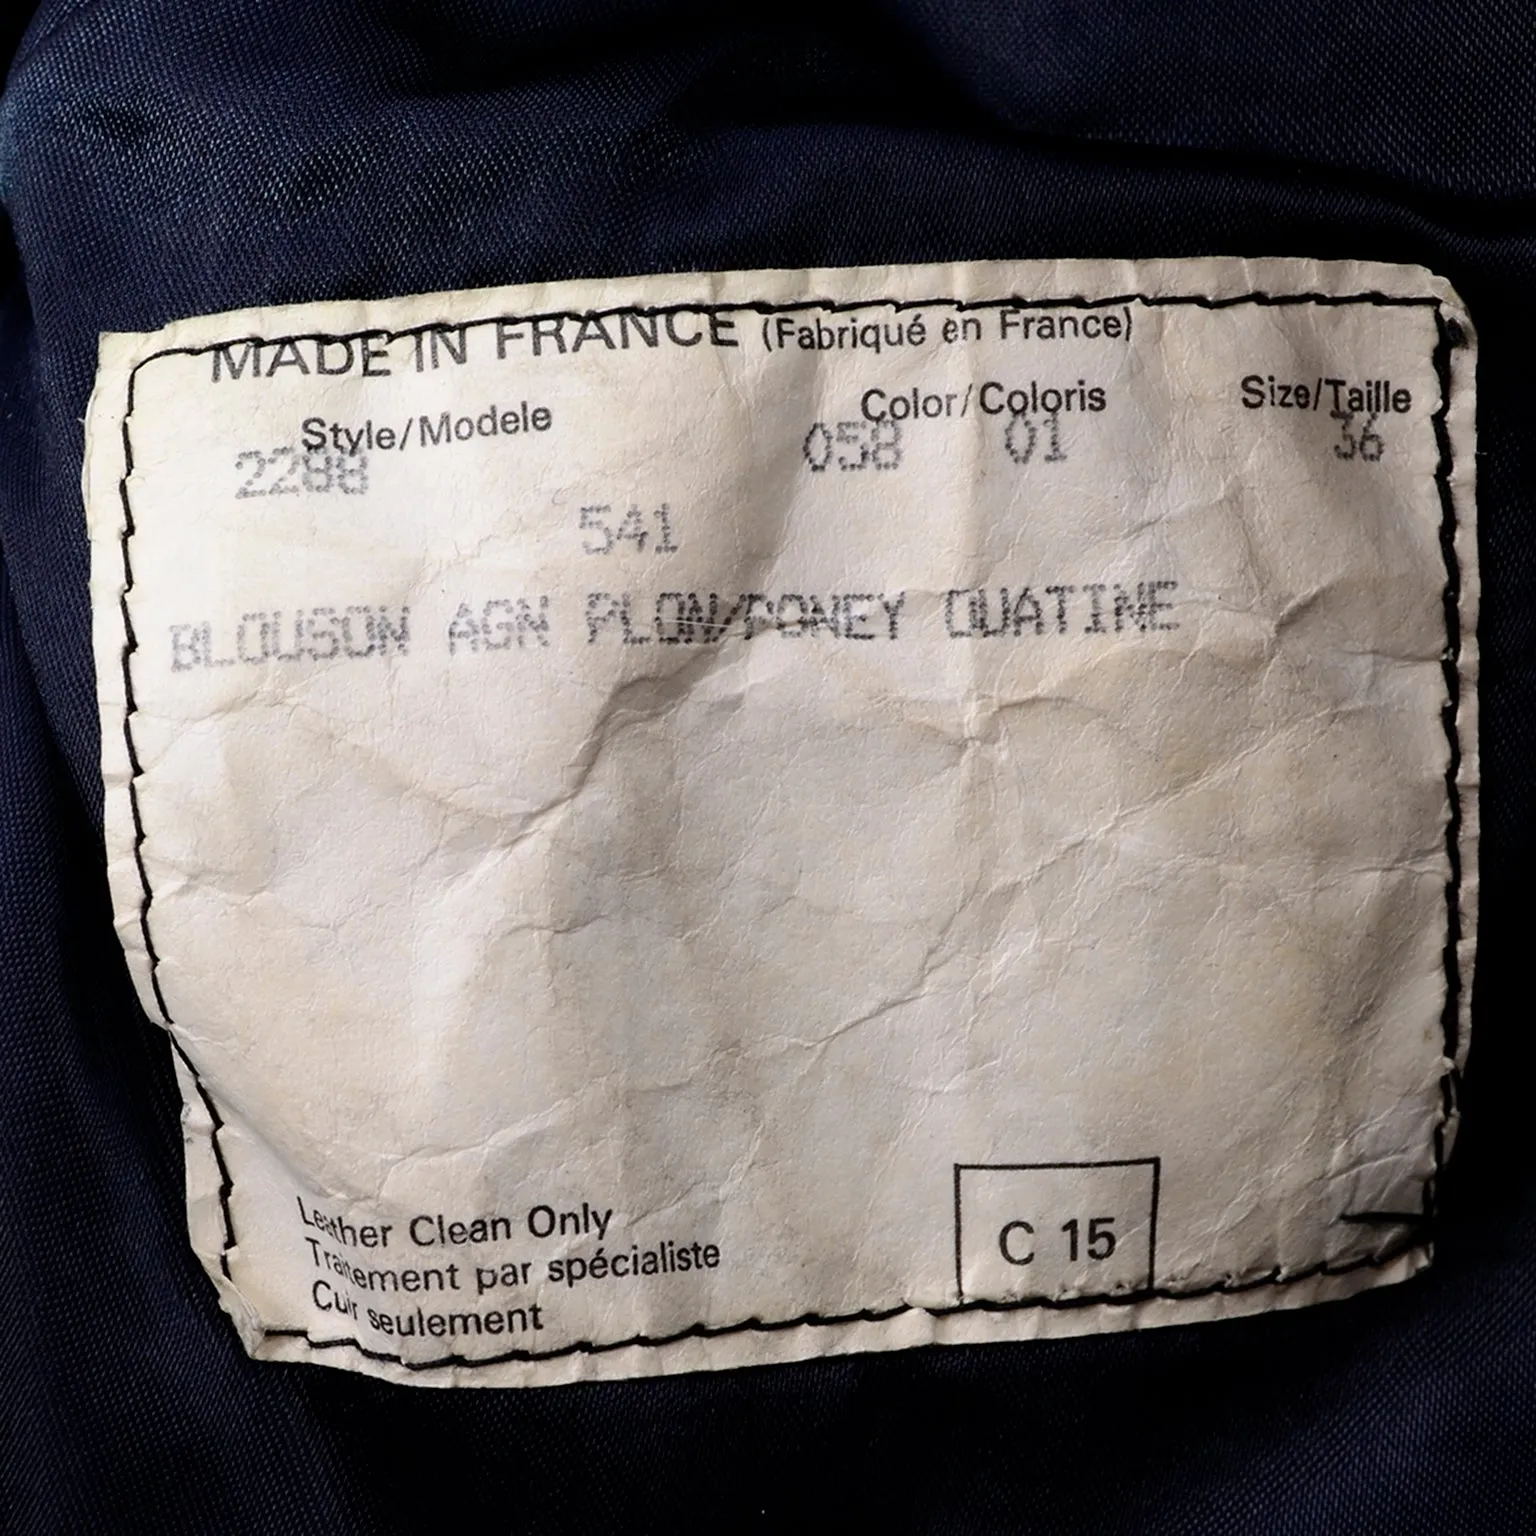 MADE IN FRANCE (Fabriqué en France)
Style/Modele Color/Coloris Size/Taille
2288 058 01 36
541
BLOUSON AGN PLON/PONEY OUATINE
Leather Clean Only
Traitement par spécialiste
Cuir seulement
C 15